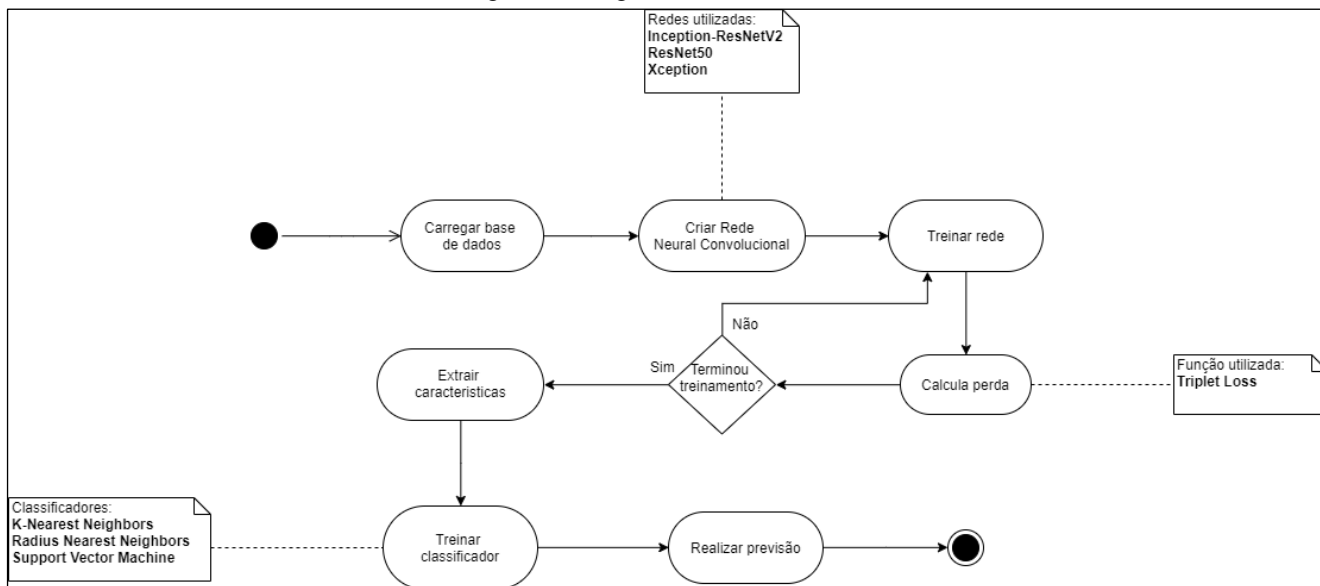 Redes utilizadas:
Inception-ResNetV2
ResNet50
Xception
Carregar base
de dados
Criar Rede
Neural Convolucional
Treinar rede
Não
Sim
Terminou
treinamento?
Extrair
características
Calcula perda
Função utilizada:
Triplet Loss
Classificadores:
K-Nearest Neighbors
Radius Nearest Neighbors
Support Vector Machine
Treinar
classificador
Realizar previsão